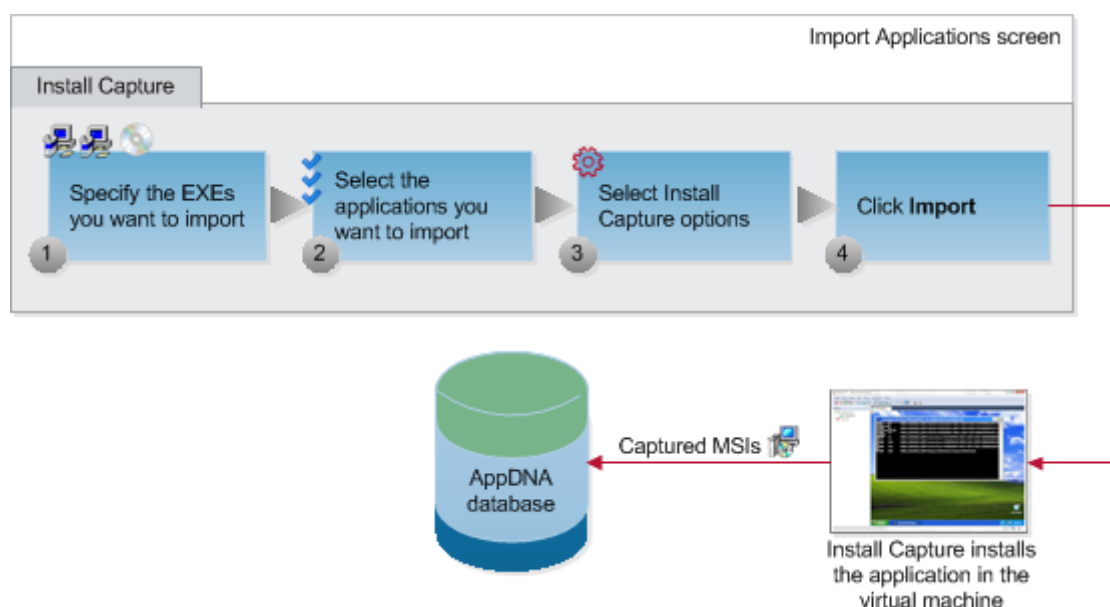 Import Applications screen
Install Capture
Specify the EXEs
you want to import
1
Select the
applications you
want to import
2
Select Install
Capture options
3
Click Import
4
Captured MSIs
AppDNA
database
Install Capture installs
the application in the
virtual machine